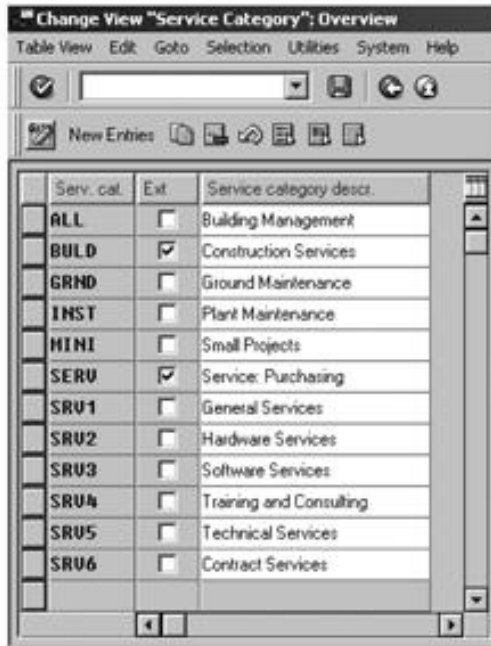 Change View "Service Category": Overview
Table View Edit Goto Selection Utilities System Help
New Entries
Serv. cat. Ext Service category descr.
ALL Building Management
BULD Construction Services
GRND Ground Maintenance
INST Plant Maintenance
MINI Small Projects
SERV Service: Purchasing
SRV1 General Services
SRV2 Hardware Services
SRV3 Software Services
SRV4 Training and Consulting
SRV5 Technical Services
SRV6 Contract Services